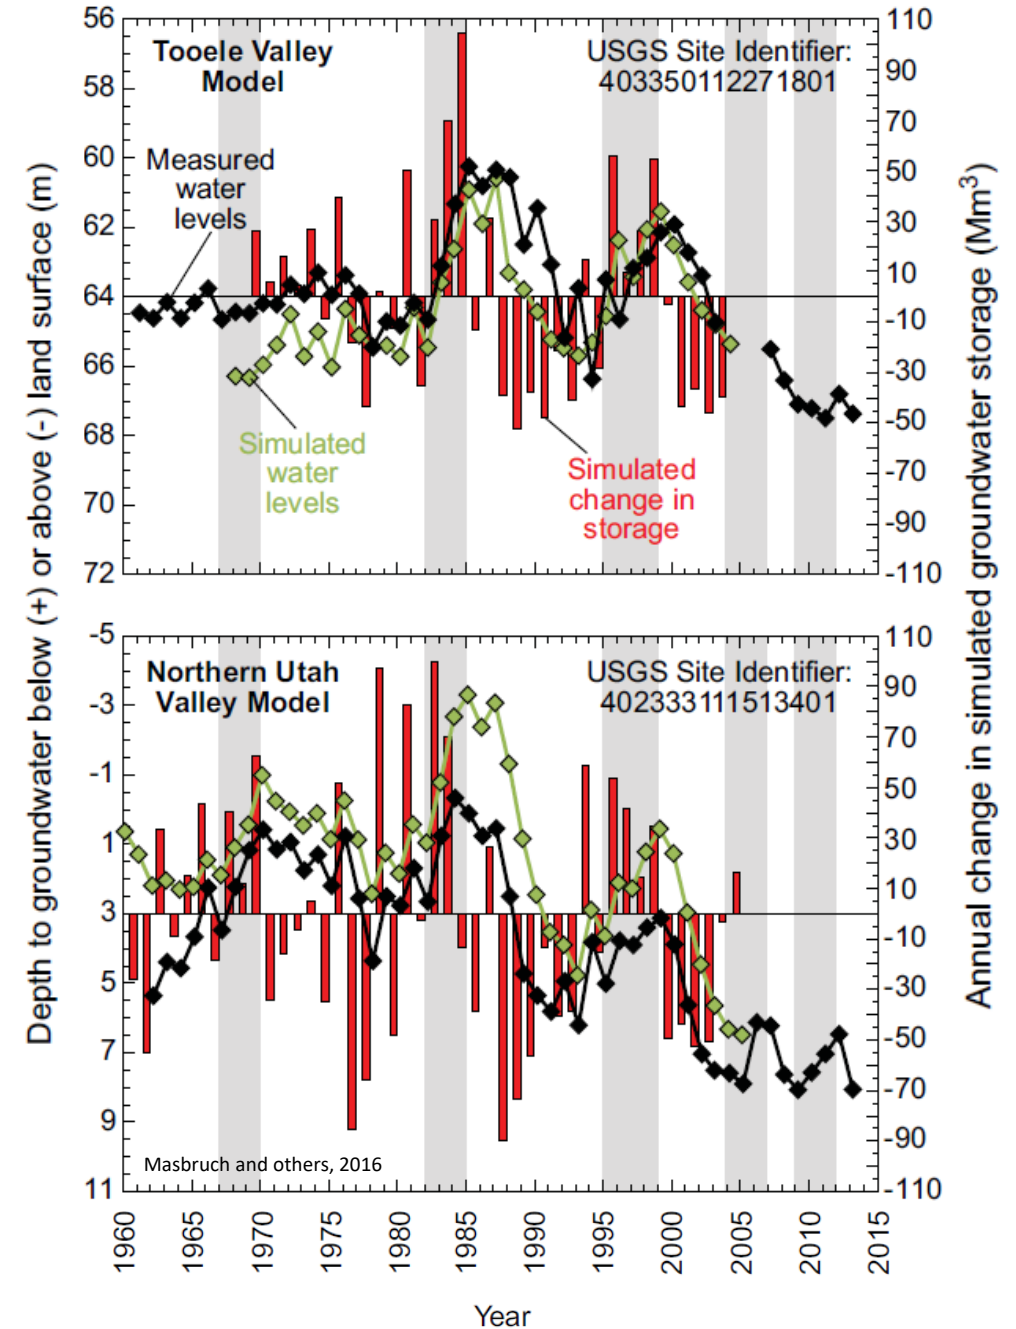 Depth to groundwater below (+) or above (-) land surface (m)
Annual change in simulated groundwater storage (Mm³)
56
58
60
62
64
66
68
70
72
Tooele Valley
Model
USGS Site Identifier:
403350112271801
Measured
water
levels
Simulated
water
levels
Simulated
change in
storage
110
90
70
50
30
10
-10
-30
-50
-70
-90
-110
-5
-3
-1
1
3
5
7
9
11
Northern Utah
Valley Model
USGS Site Identifier:
402333111513401
Masbruch and others, 2016
110
90
70
50
30
10
-10
-30
-50
-70
-90
-110
1960
1965
1970
1975
1980
1985
1990
1995
2000
2005
2010
2015
Year